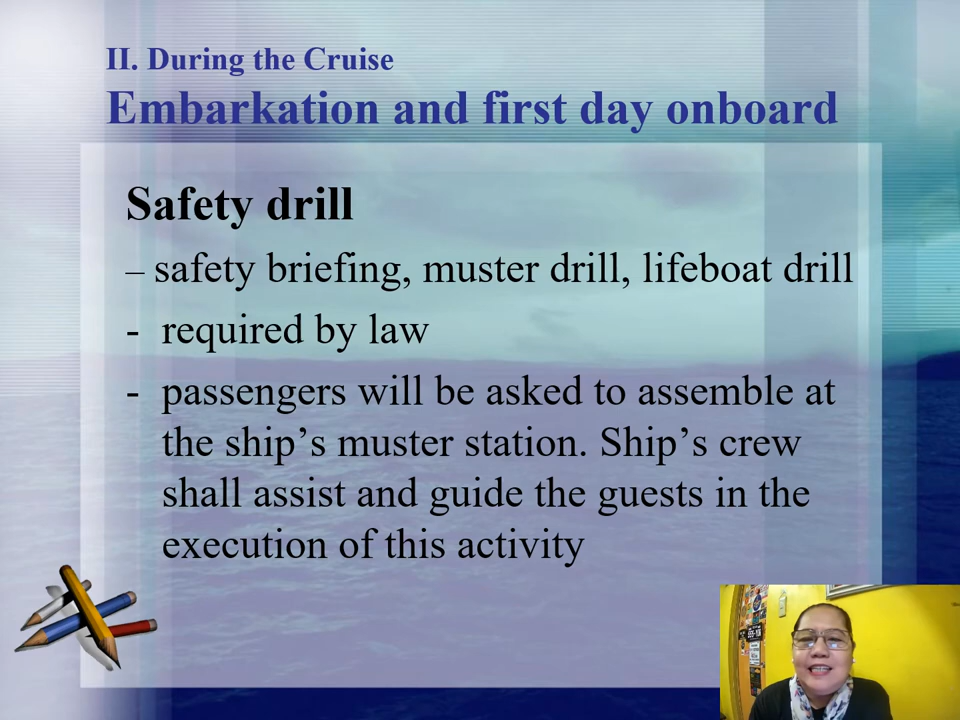 II. During the Cruise
Embarkation and first day onboard
Safety drill
– safety briefing, muster drill, lifeboat drill
- required by law
- passengers will be asked to assemble at
the ship’s muster station. Ship’s crew
shall assist and guide the guests in the
execution of this activity